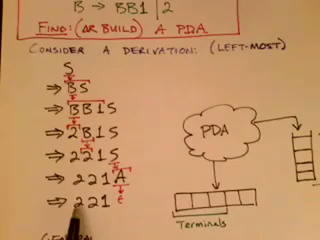 B → BB1 | 2
FIND: (OR BUILD) A PDA
CONSIDER A DERIVATION: (LEFT-MOST)
S
⇒ BS
⇒ BB1S
⇒ 2B1S
⇒ 221S
⇒ 221A
⇒ 221 ε
PDA
Terminals